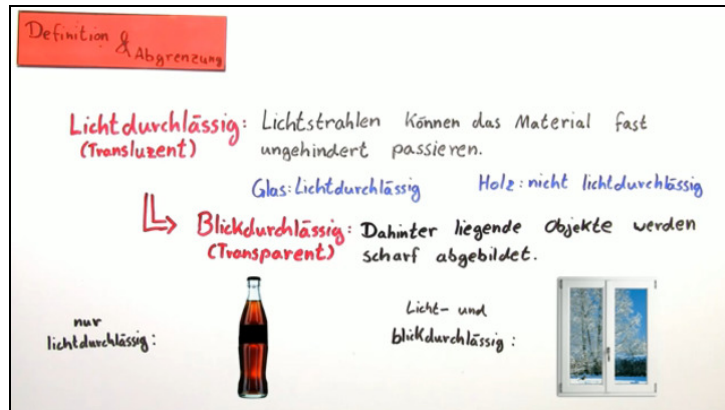 Definition &
Abgrenzung
Lichtdurchlässig: Lichtstrahlen können das Material fast
(Transluzent) ungehindert passieren.
Glas: Lichtdurchlässig Holz: nicht lichtdurchlässig
Blickdurchlässig: Dahinter liegende Objekte werden
(Transparent) scharf abgebildet.
nur
lichtdurchlässig:
Licht- und
blickdurchlässig: